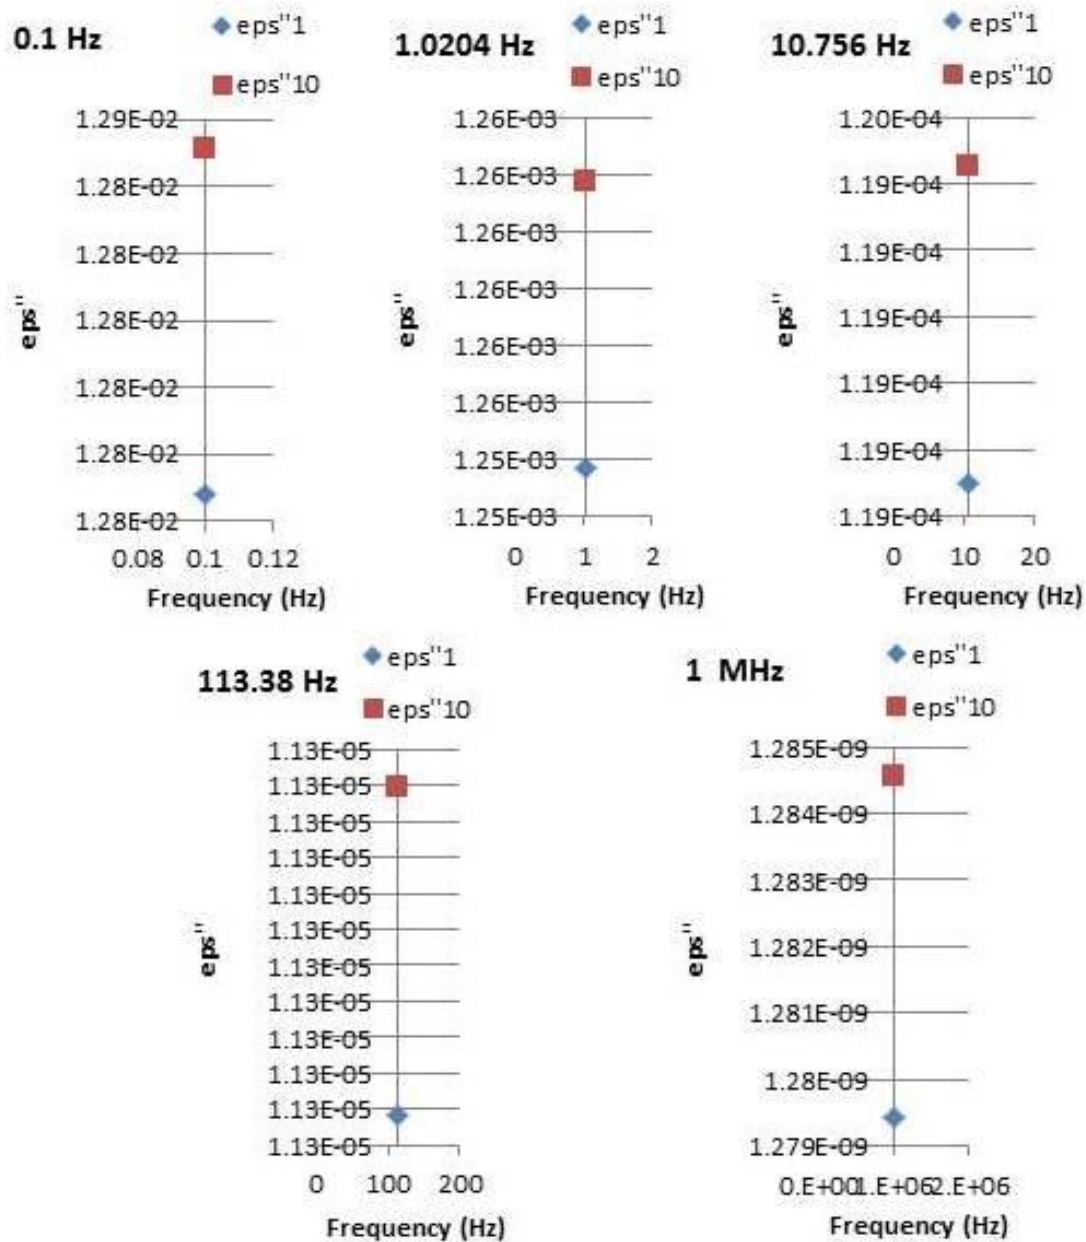 0.1 Hz
eps''1
eps''10
1.29E-02
1.28E-02
1.28E-02
1.28E-02
1.28E-02
1.28E-02
1.28E-02
eps''
0.08 0.1 0.12
Frequency (Hz)
1.0204 Hz
eps''1
eps''10
1.26E-03
1.26E-03
1.26E-03
1.26E-03
1.26E-03
1.26E-03
1.25E-03
1.25E-03
eps''
0 1 2
Frequency (Hz)
10.756 Hz
eps''1
eps''10
1.20E-04
1.19E-04
1.19E-04
1.19E-04
1.19E-04
1.19E-04
1.19E-04
eps''
0 10 20
Frequency (Hz)
113.38 Hz
eps''1
eps''10
1.13E-05
1.13E-05
1.13E-05
1.13E-05
1.13E-05
1.13E-05
1.13E-05
1.13E-05
1.13E-05
1.13E-05
1.13E-05
1.13E-05
eps''
0 100 200
Frequency (Hz)
1 MHz
eps''1
eps''10
1.285E-09
1.284E-09
1.283E-09
1.282E-09
1.281E-09
1.28E-09
1.279E-09
eps''
0.E+00 1.E+06 2.E+06
Frequency (Hz)